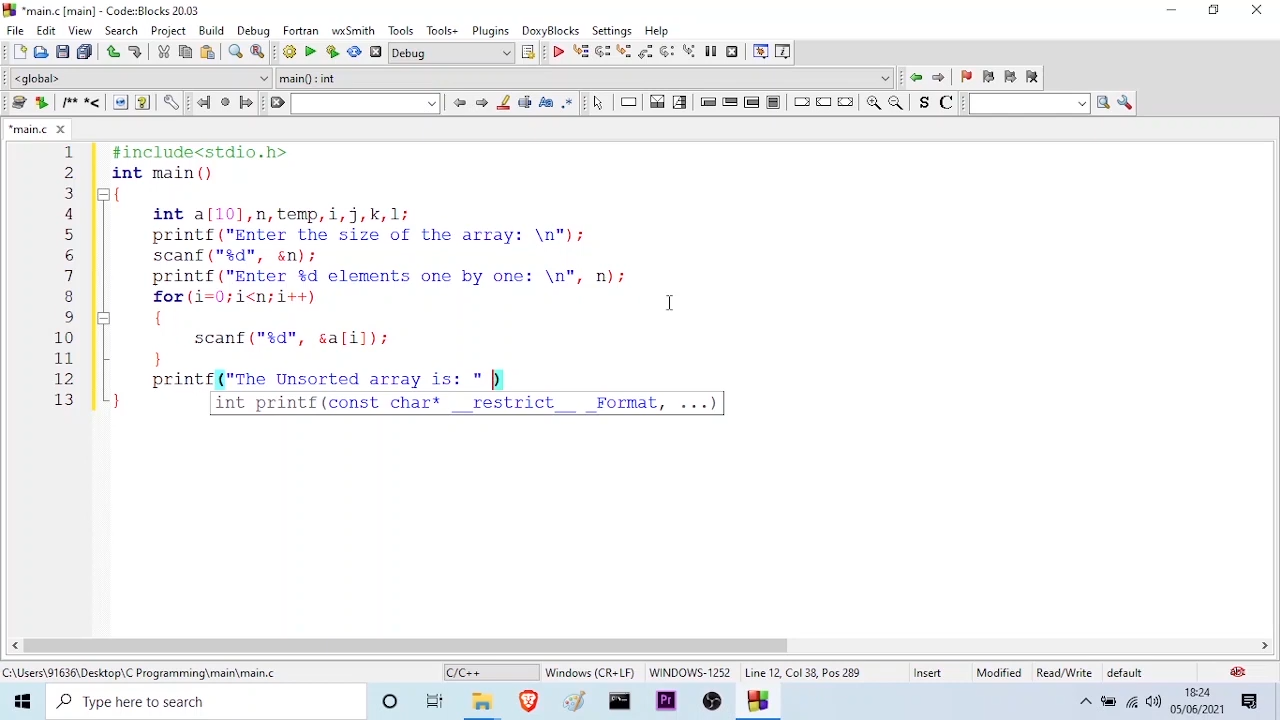 *main.c [main] - Code::Blocks 20.03
File Edit View Search Project Build Debug Fortran wxSmith Tools Tools+ Plugins DoxyBlocks Settings Help
Debug
<global> main() : int
/** *< S C
*main.c
1 #include<stdio.h>
2 int main()
3 {
4 int a[10],n,temp,i,j,k,l;
5 printf("Enter the size of the array: \n");
6 scanf("%d", &n);
7 printf("Enter %d elements one by one: \n", n);
8 for(i=0;i<n;i++)
9 {
10 scanf("%d", &a[i]);
11 }
12 printf("The Unsorted array is: " )
13 }
int printf(const char* __restrict__ _Format, ...)
C:\Users\91636\Desktop\C Programming\main\main.c C/C++ Windows (CR+LF) WINDOWS-1252 Line 12, Col 38, Pos 289 Insert Modified Read/Write default
Type here to search Pr 18:24
05/06/2021